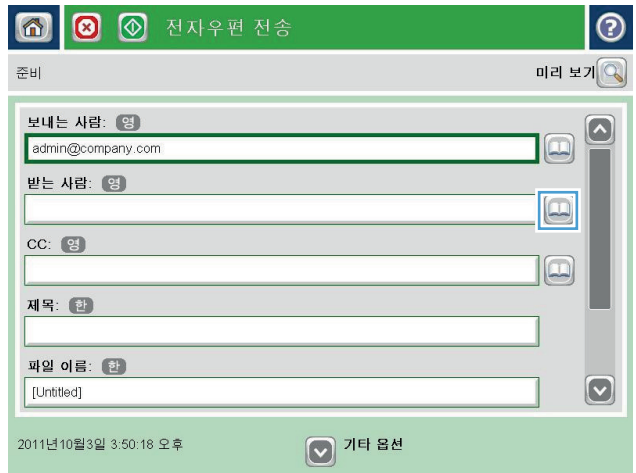 전자우편 전송
준비 미리 보기
보내는 사람: 영
admin@company.com
받는 사람: 영
CC: 영
제목: 한
파일 이름: 한
[Untitled]
2011년10월3일 3:50:18 오후 기타 옵션